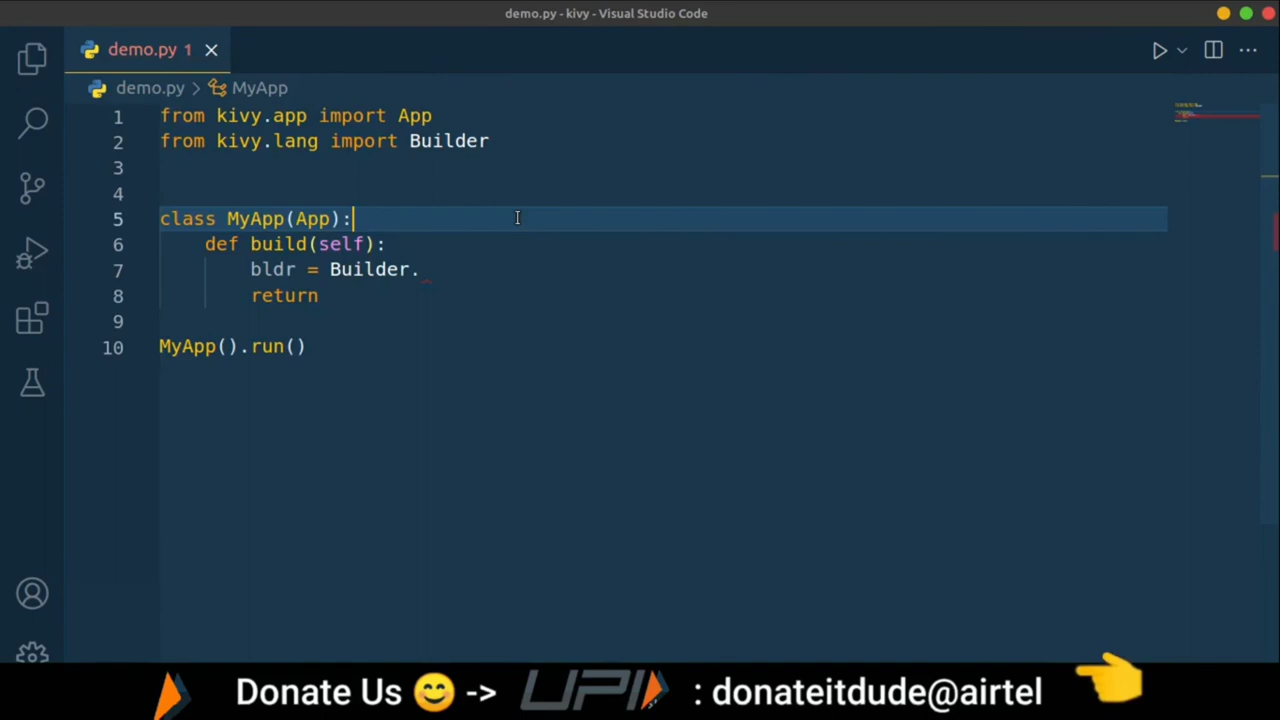 demo.py - kivy - Visual Studio Code
demo.py 1
demo.py > MyApp
1 from kivy.app import App
2 from kivy.lang import Builder
3
4
5 class MyApp(App):
6 def build(self):
7 bldr = Builder.
8 return
9
10 MyApp().run()
Donate Us 😊 -> UPI : donateitdude@airtel